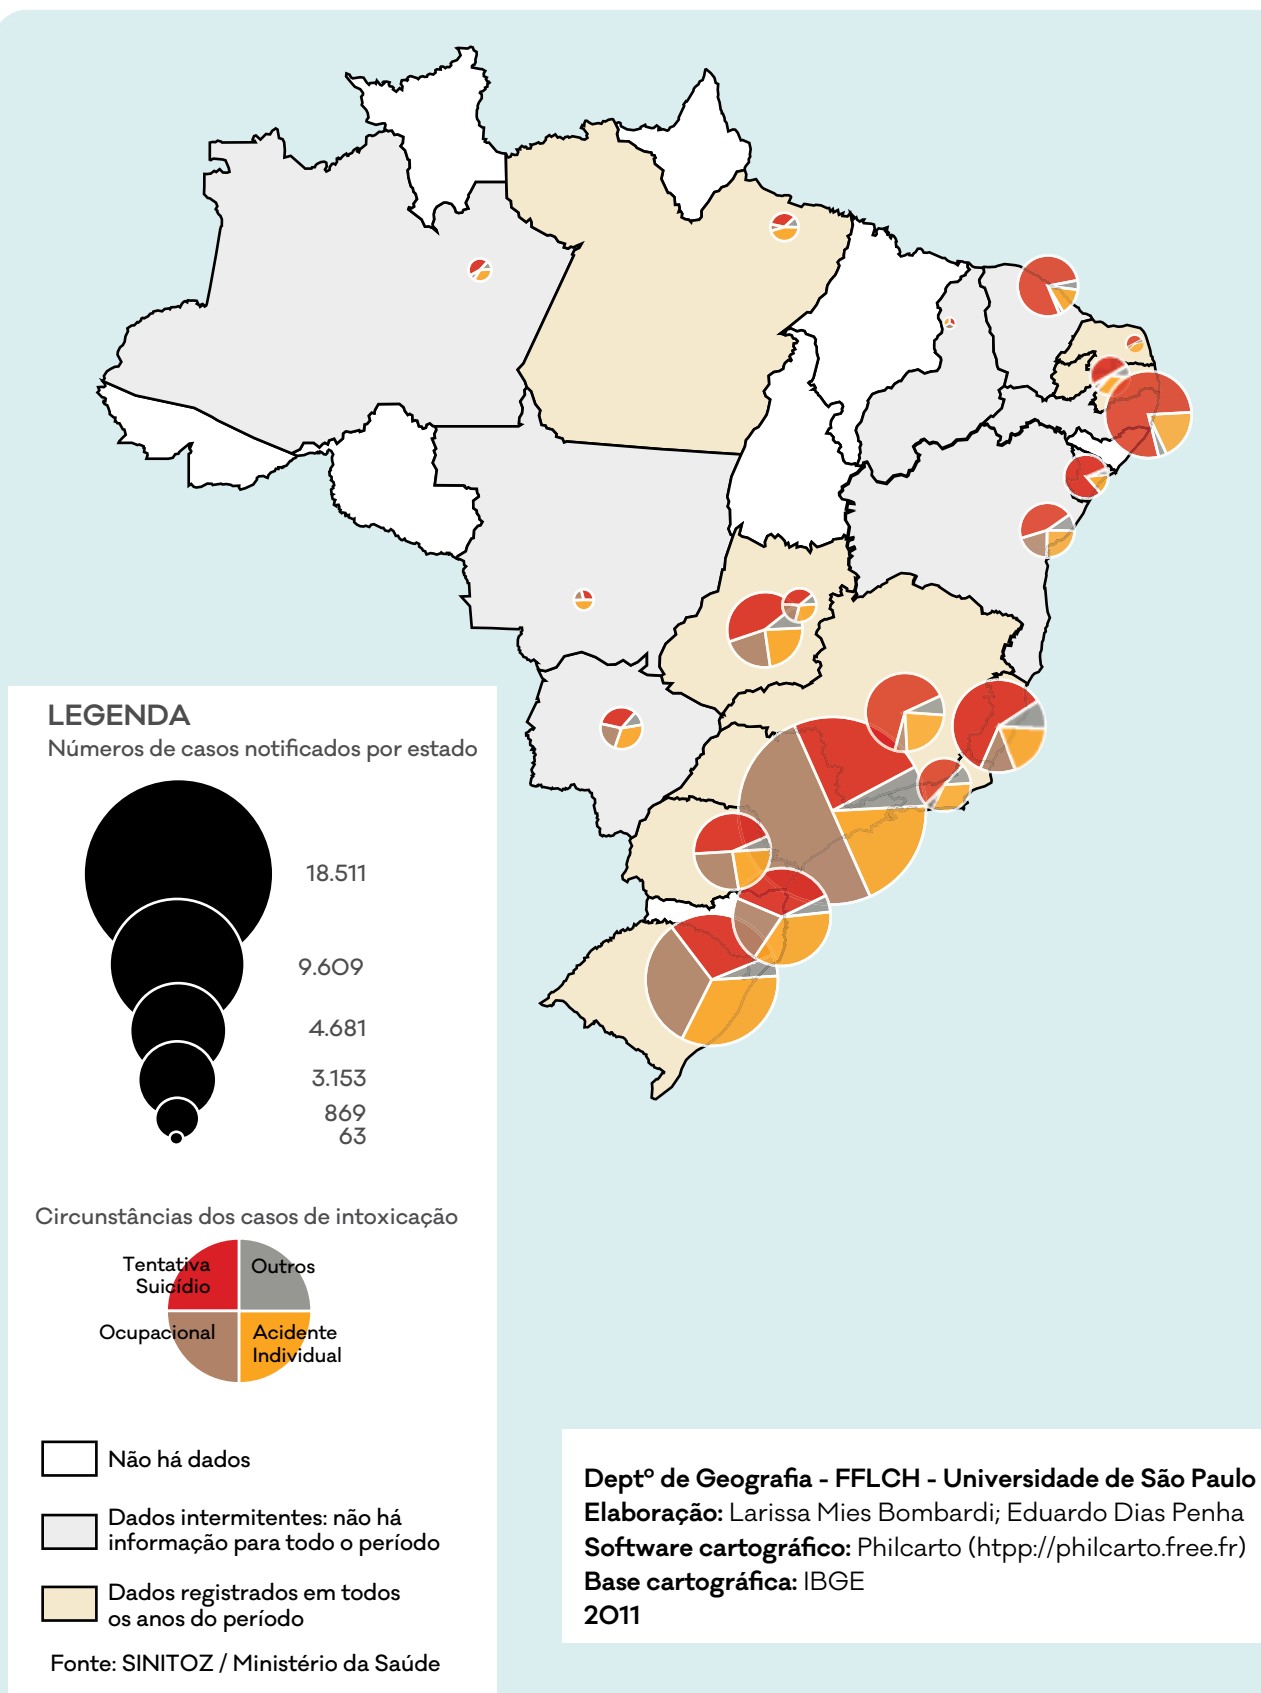 LEGENDA
Números de casos notificados por estado
18.511
9.609
4.681
3.153
869
63
Circunstâncias dos casos de intoxicação
Tentativa
Suicídio
Outros
Ocupacional
Acidente
Individual
Não há dados
Dados intermitentes: não há
informação para todo o período
Dados registrados em todos
os anos do período
Fonte: SINITOZ / Ministério da Saúde
Deptº de Geografia - FFLCH - Universidade de São Paulo
Elaboração: Larissa Mies Bombardi; Eduardo Dias Penha
Software cartográfico: Philcarto (htpp://philcarto.free.fr)
Base cartográfica: IBGE
2011